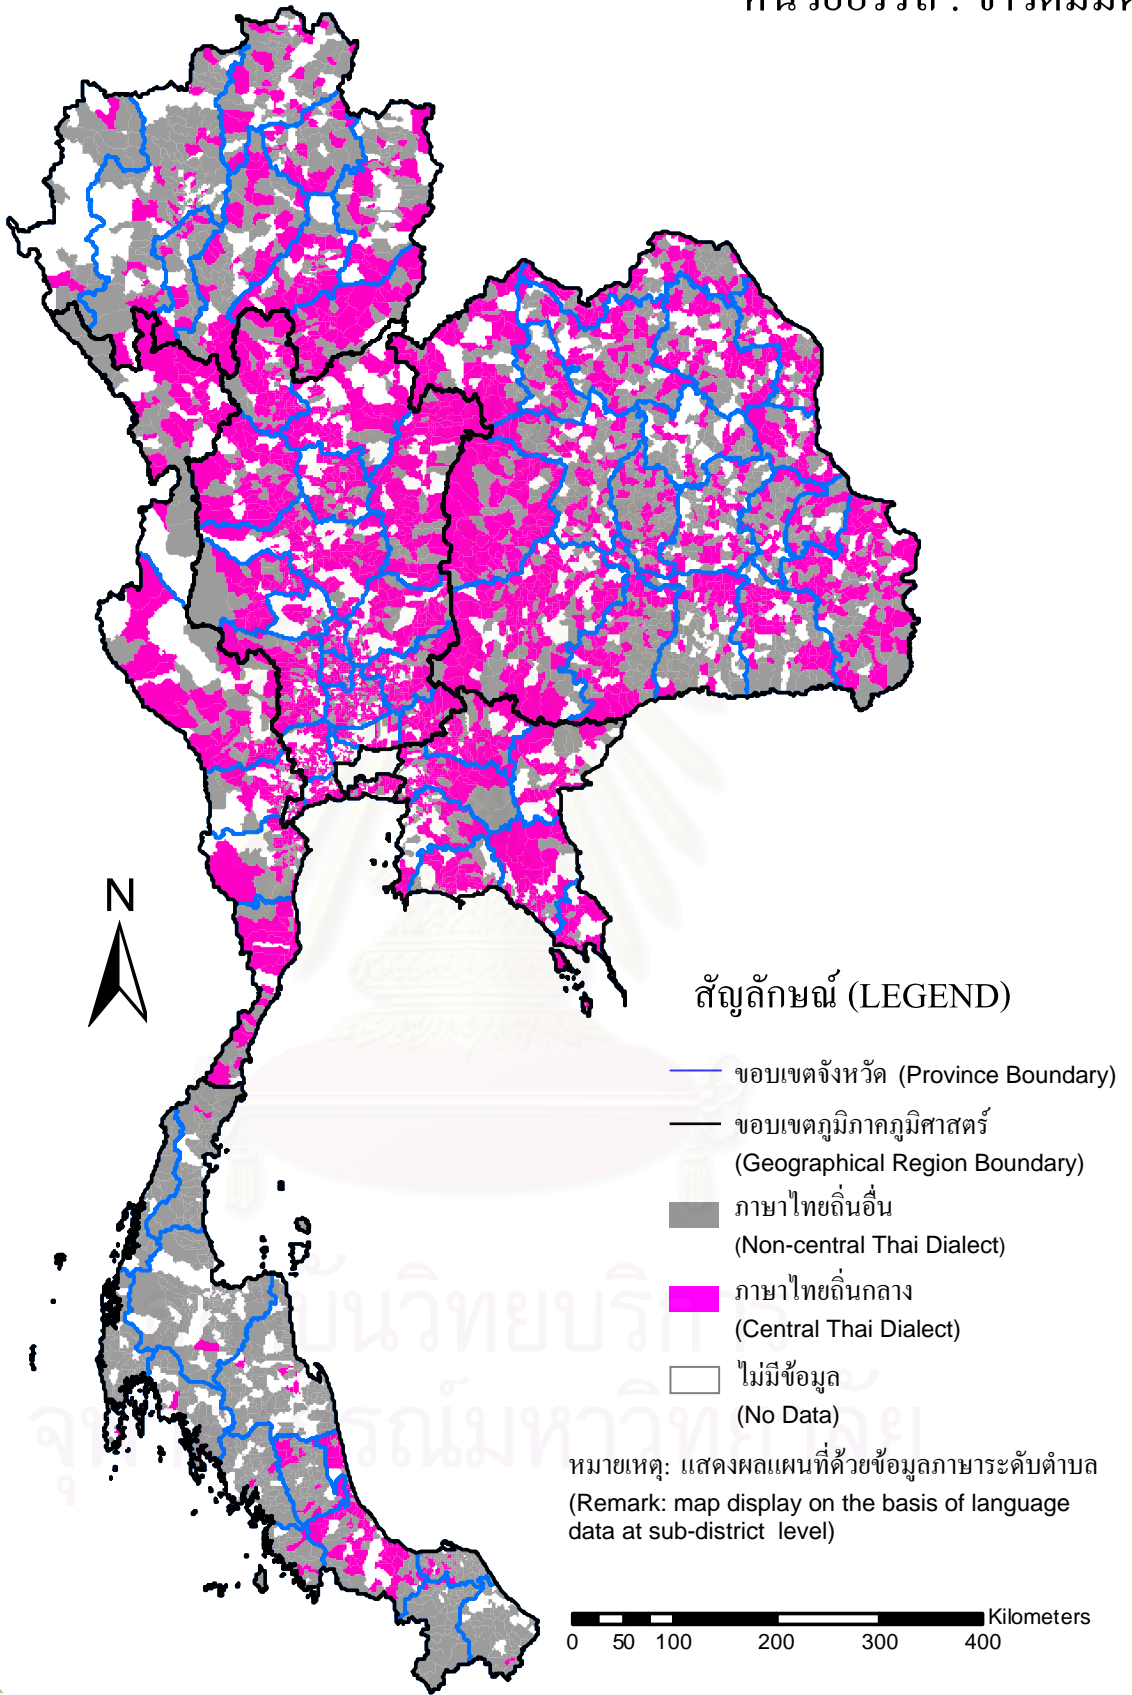 N
สัญลักษณ์ (LEGEND)
ขอบเขตจังหวัด (Province Boundary)
ขอบเขตภูมิภาคภูมิศาสตร์
(Geographical Region Boundary)
ภาษาไทยถิ่นอื่น
(Non-central Thai Dialect)
ภาษาไทยถิ่นกลาง
(Central Thai Dialect)
ไม่มีข้อมูล
(No Data)
หมายเหตุ: แสดงผลแผนที่ด้วยข้อมูลภาษาระดับตำบล
(Remark: map display on the basis of language
data at sub-district level)
Kilometers
0 50 100 200 300 400